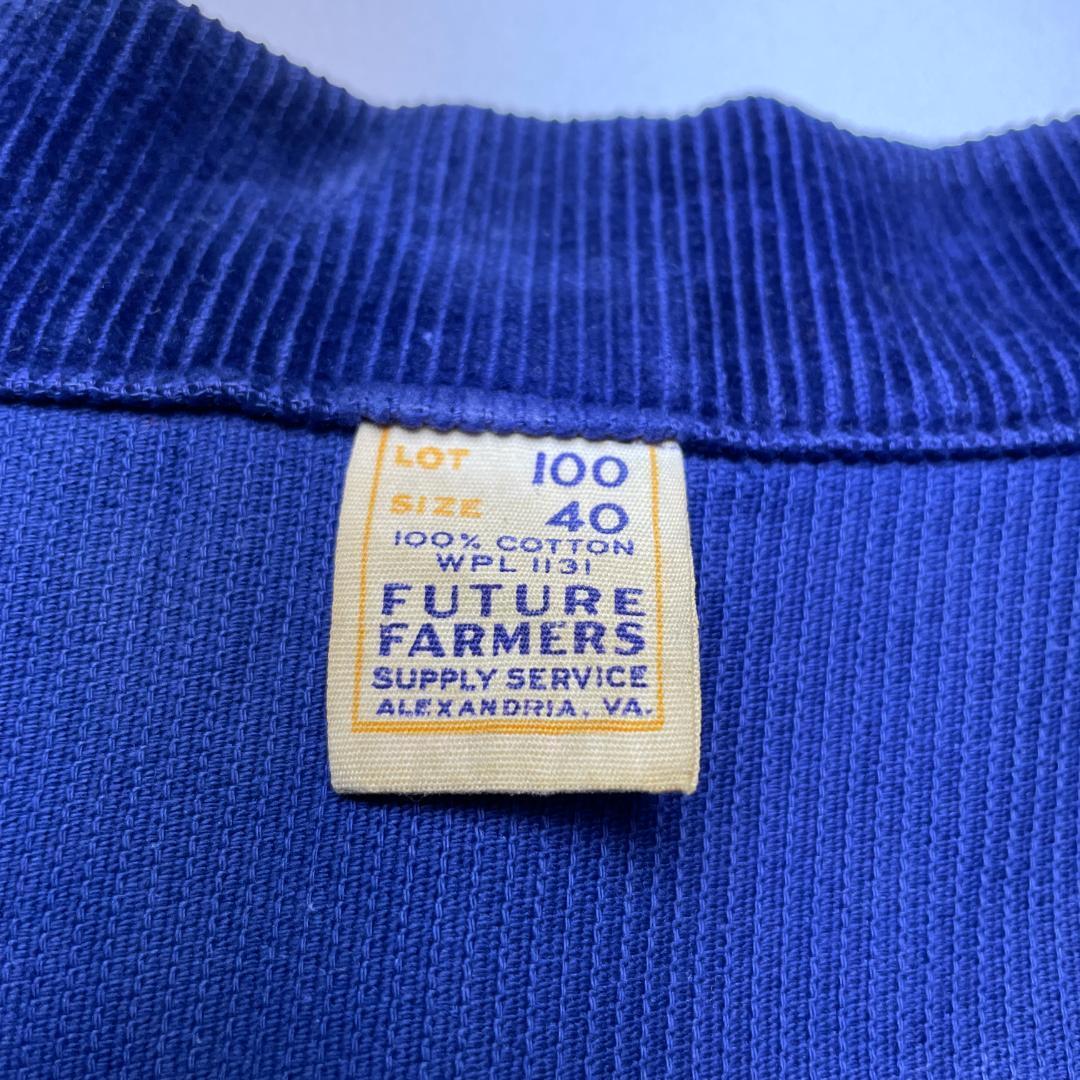 LOT 100
SIZE 40
100% COTTON
WPL 1131
FUTURE
FARMERS
SUPPLY SERVICE
ALEXANDRIA, VA.